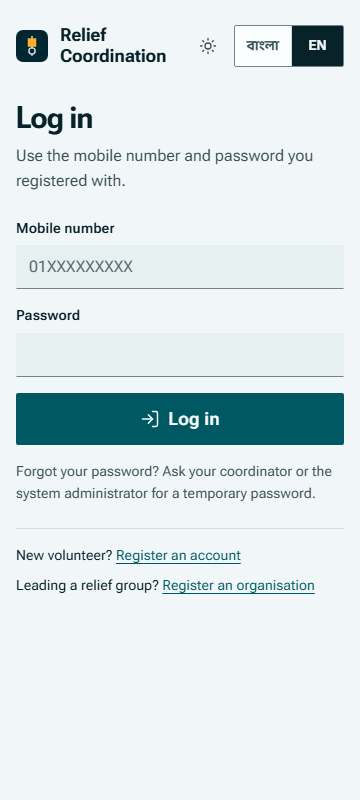 Relief
Coordination
বাংলা
EN
Log in
Use the mobile number and password you
registered with.
Mobile number
01XXXXXXXXX
Password
Log in
Forgot your password? Ask your coordinator or the
system administrator for a temporary password.
New volunteer? Register an account
Leading a relief group? Register an organisation